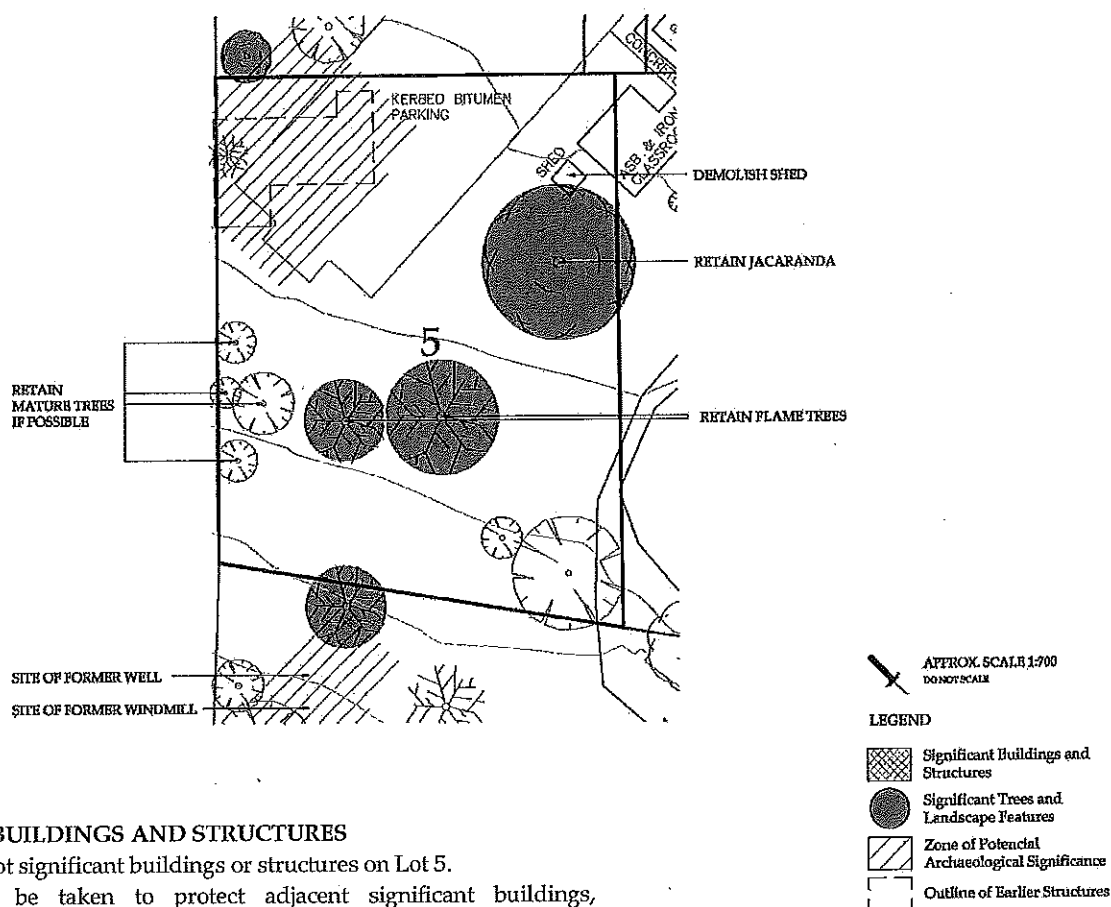 CONCRETE
KERBED BITUMEN
PARKING
SHED
ASB & IRON
CLASSROOM
DEMOLISH SHED
RETAIN JACARANDA
5
RETAIN
MATURE TREES
IF POSSIBLE
RETAIN FLAME TREES
SITE OF FORMER WELL
SITE OF FORMER WINDMILL
APPROX. SCALE 1:700
DO NOT SCALE
LEGEND
Significant Buildings and
Structures
Significant Trees and
Landscape Features
Zone of Potencial
Archaeological Significance
Outline of Earlier Structures
BUILDINGS AND STRUCTURES
ot significant buildings or structures on Lot 5.
be taken to protect adjacent significant buildings,